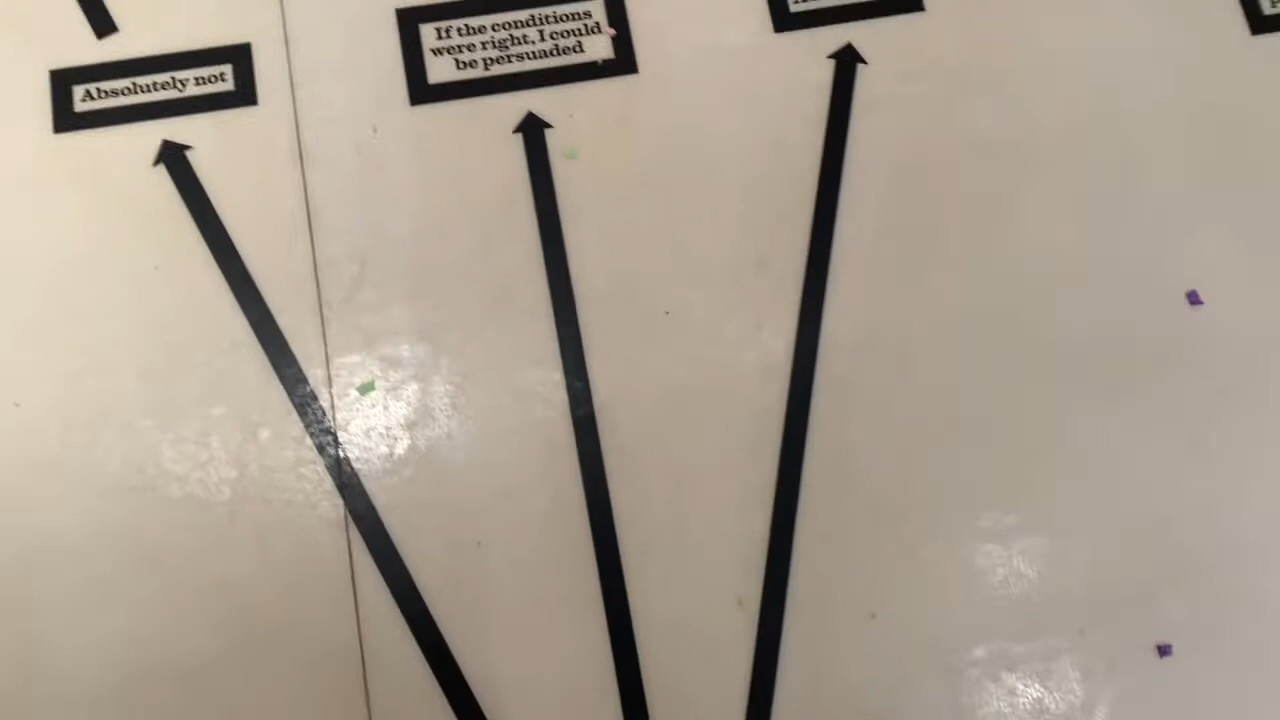 If the conditions
were right, I could
be persuaded
Absolutely not